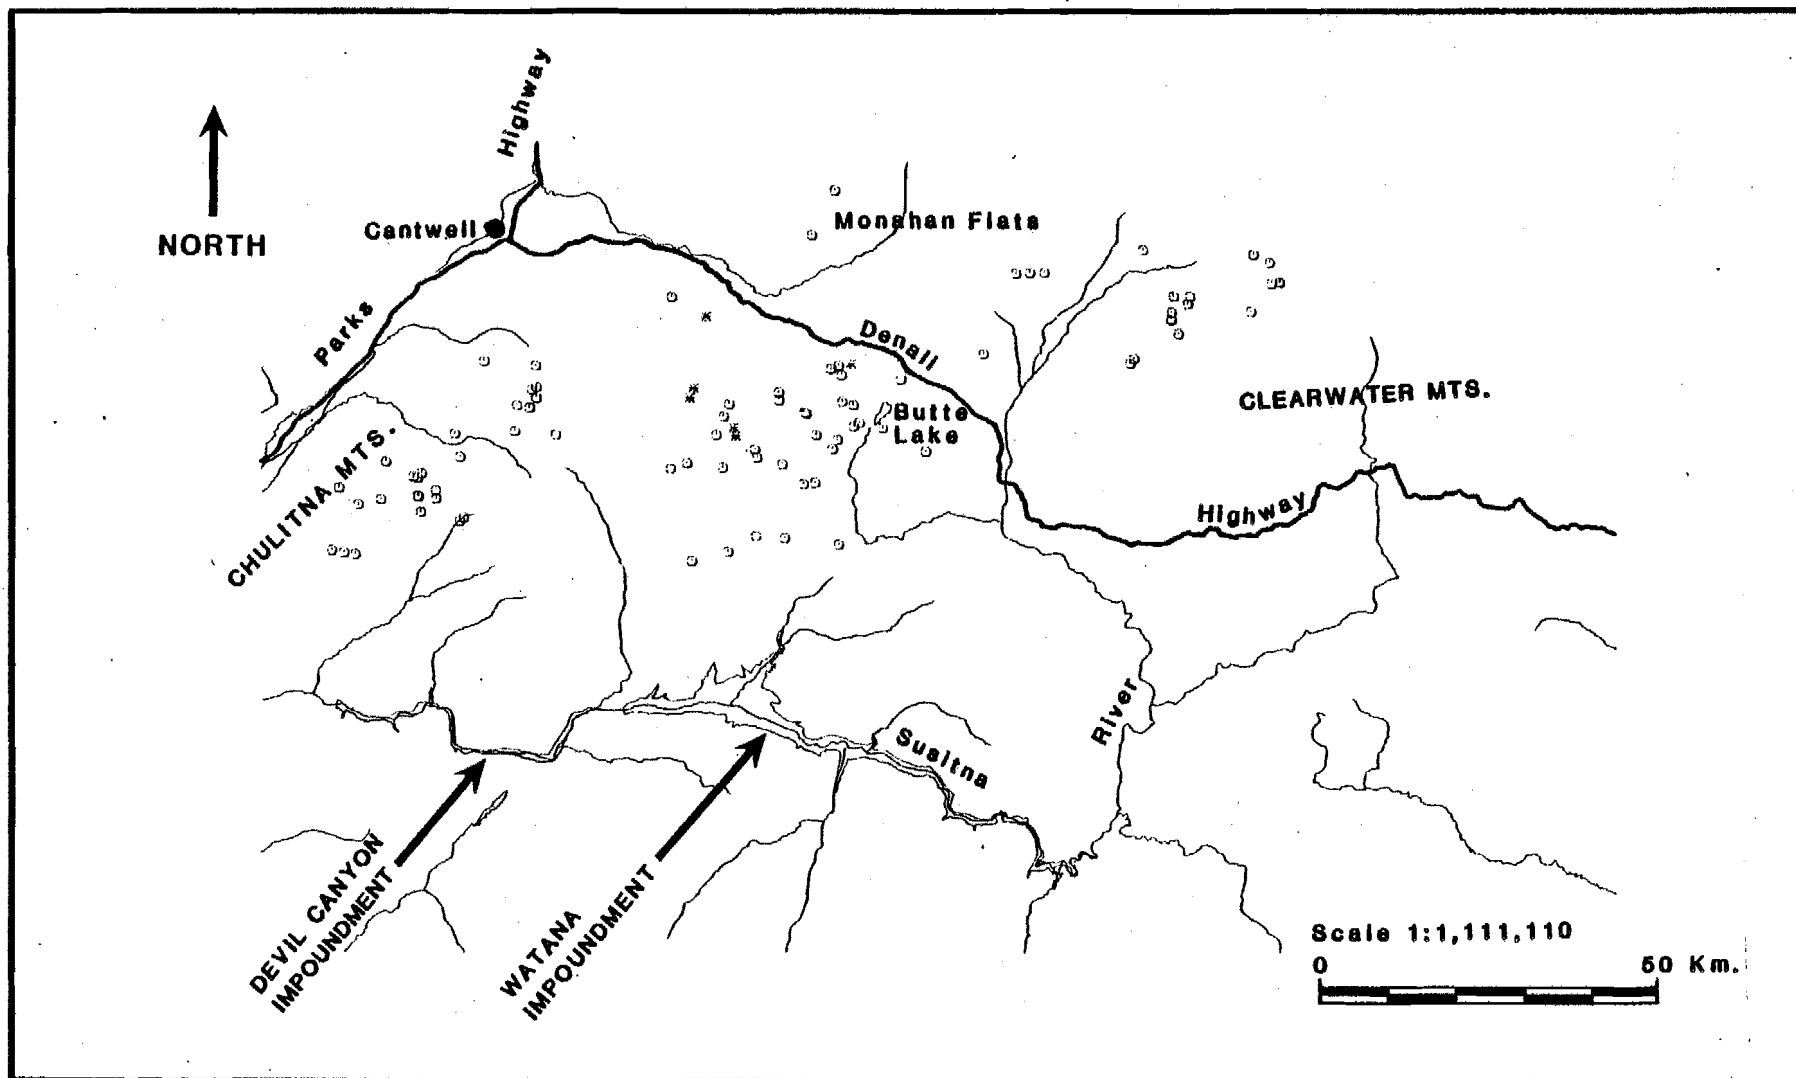 Highway
NORTH
Cantwell
Monahan Flats
Parks
Denali
Butte
Lake
CLEARWATER MTS.
CHULITNA MTS.
Highway
River
Susitna
DEVIL CANYON
IMPOUNDMENT
WATANA
IMPOUNDMENT
Scale 1:1,111,110
0 50 Km.